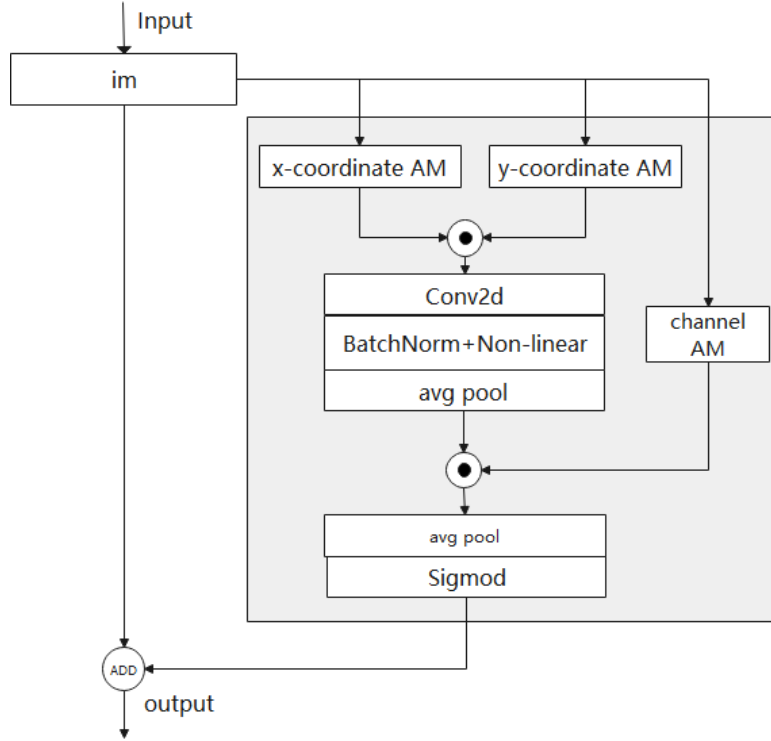 Input
im
x-coordinate AM
y-coordinate AM
Conv2d
BatchNorm+Non-linear
avg pool
channel
AM
avg pool
Sigmod
ADD
output